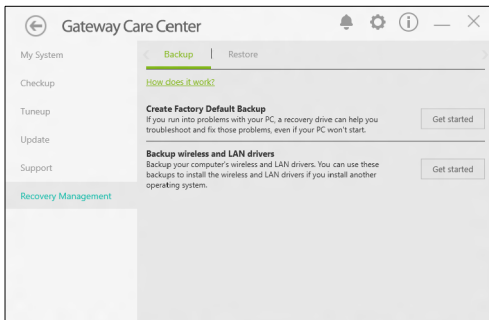 Gateway Care Center
My System
Checkup
Tuneup
Update
Support
Recovery Management
Backup
Restore
How does it work?
Create Factory Default Backup
If you run into problems with your PC, a recovery drive can help you
troubleshoot and fix those problems, even if your PC won't start.
Get started
Backup wireless and LAN drivers
Backup your computer's wireless and LAN drivers. You can use these
backups to install the wireless and LAN drivers if you install another
operating system.
Get started